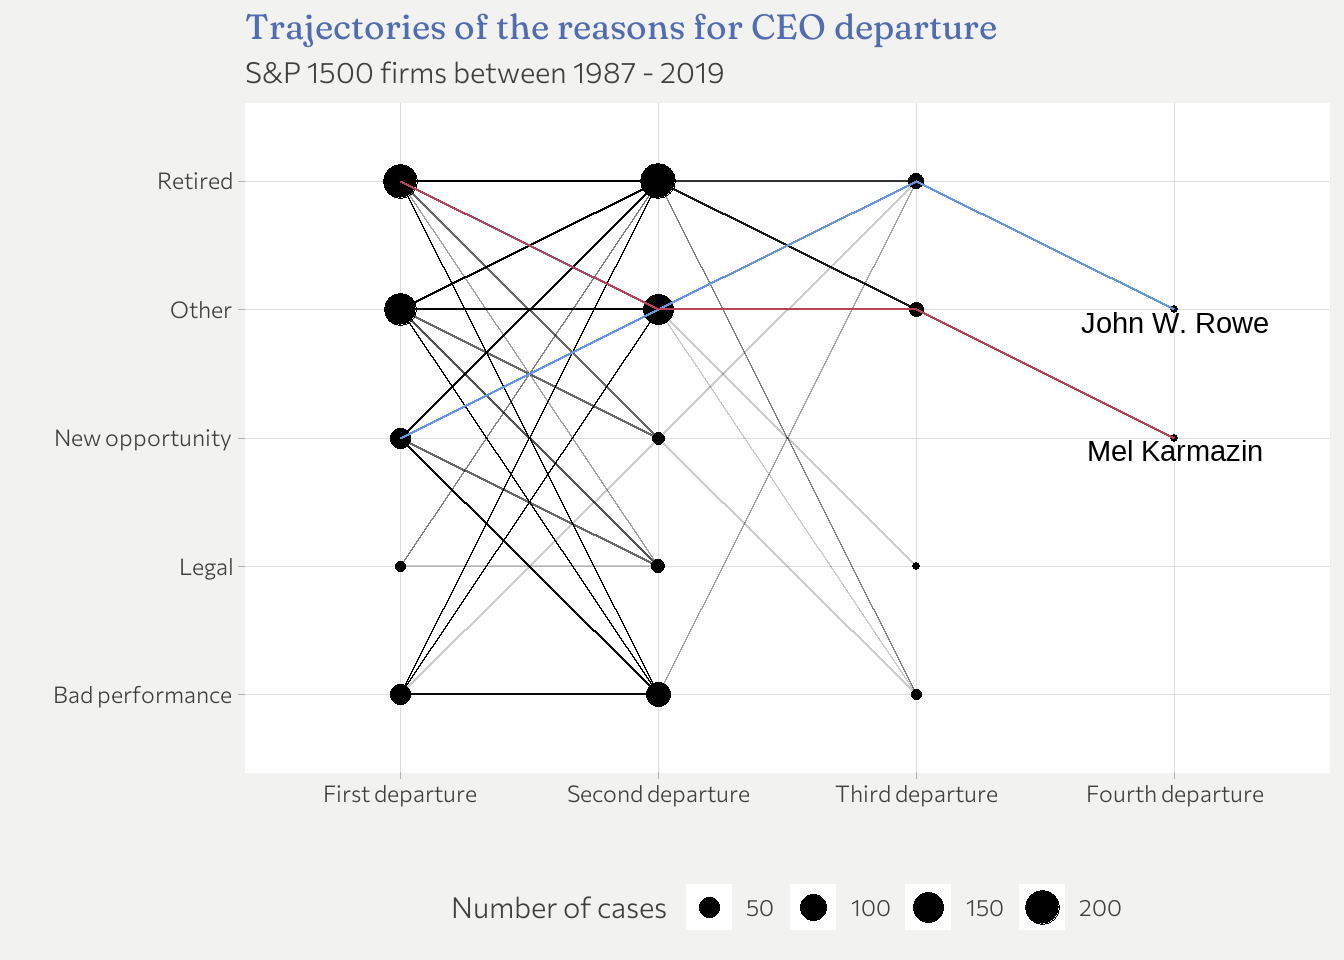 Trajectories of the reasons for CEO departure
S&P 1500 firms between 1987 - 2019
Retired
Other
New opportunity
Legal
Bad performance
John W. Rowe
Mel Karmazin
First departure
Second departure
Third departure
Fourth departure
Number of cases 50 100 150 200